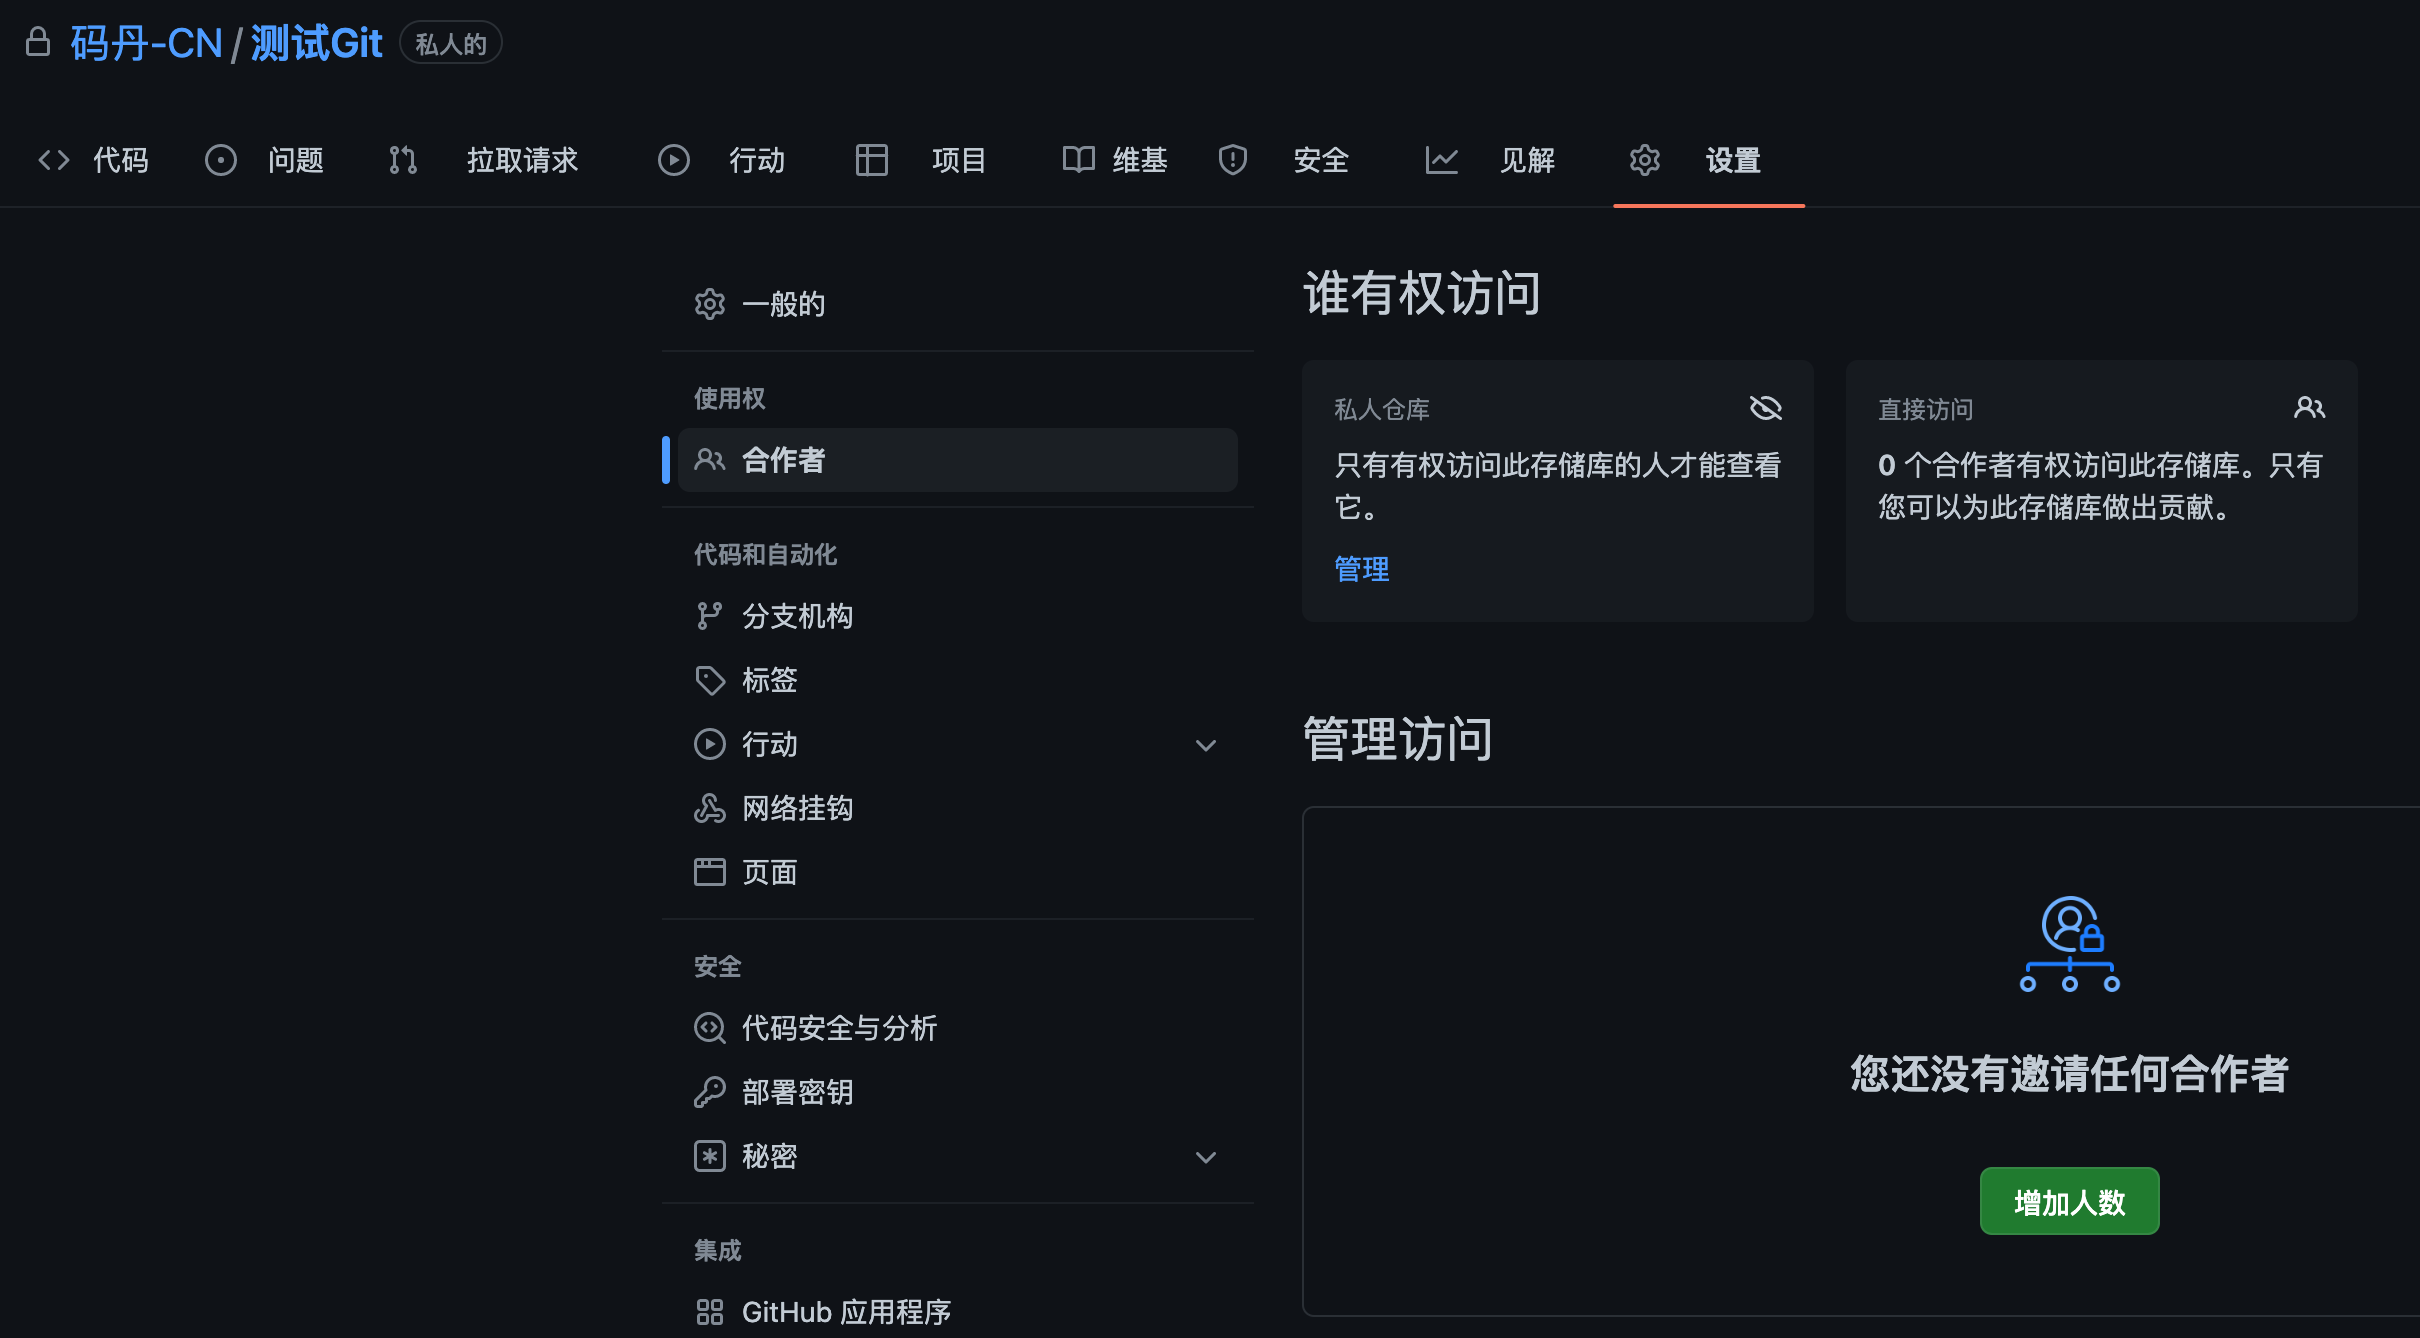 码丹-CN / 测试Git 私人的
代码 问题 拉取请求 行动 项目 维基 安全 见解 设置
一般的
使用权
合作者
代码和自动化
分支机构
标签
行动
网络挂钩
页面
安全
代码安全与分析
部署密钥
秘密
集成
GitHub 应用程序
谁有权访问
私人仓库
只有有权访问此存储库的人才能查看
它。
管理
直接访问
0 个合作者有权访问此存储库。只有
您可以为此存储库做出贡献。
管理访问
您还没有邀请任何合作者
增加人数